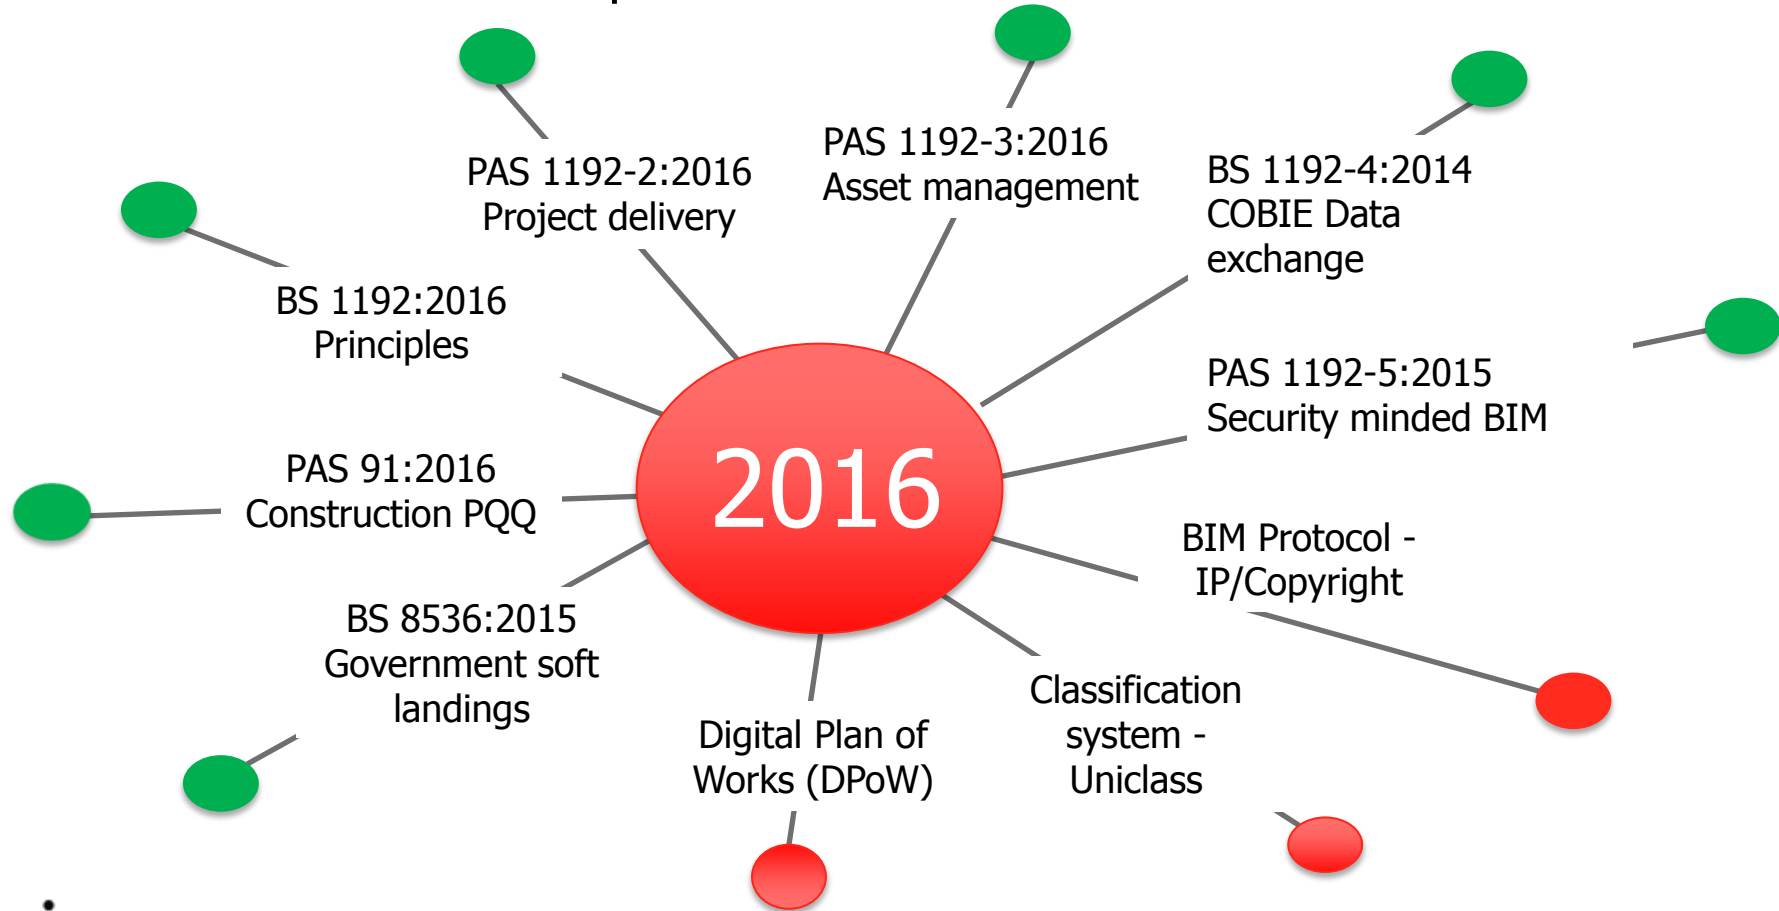 PAS 1192-2:2016
Project delivery
PAS 1192-3:2016
Asset management
BS 1192-4:2014
COBIE Data
exchange
BS 1192:2016
Principles
PAS 1192-5:2015
Security minded BIM
PAS 91:2016
Construction PQQ
2016
BIM Protocol -
IP/Copyright
BS 8536:2015
Government soft
landings
Digital Plan of
Works (DPoW)
Classification
system -
Uniclass